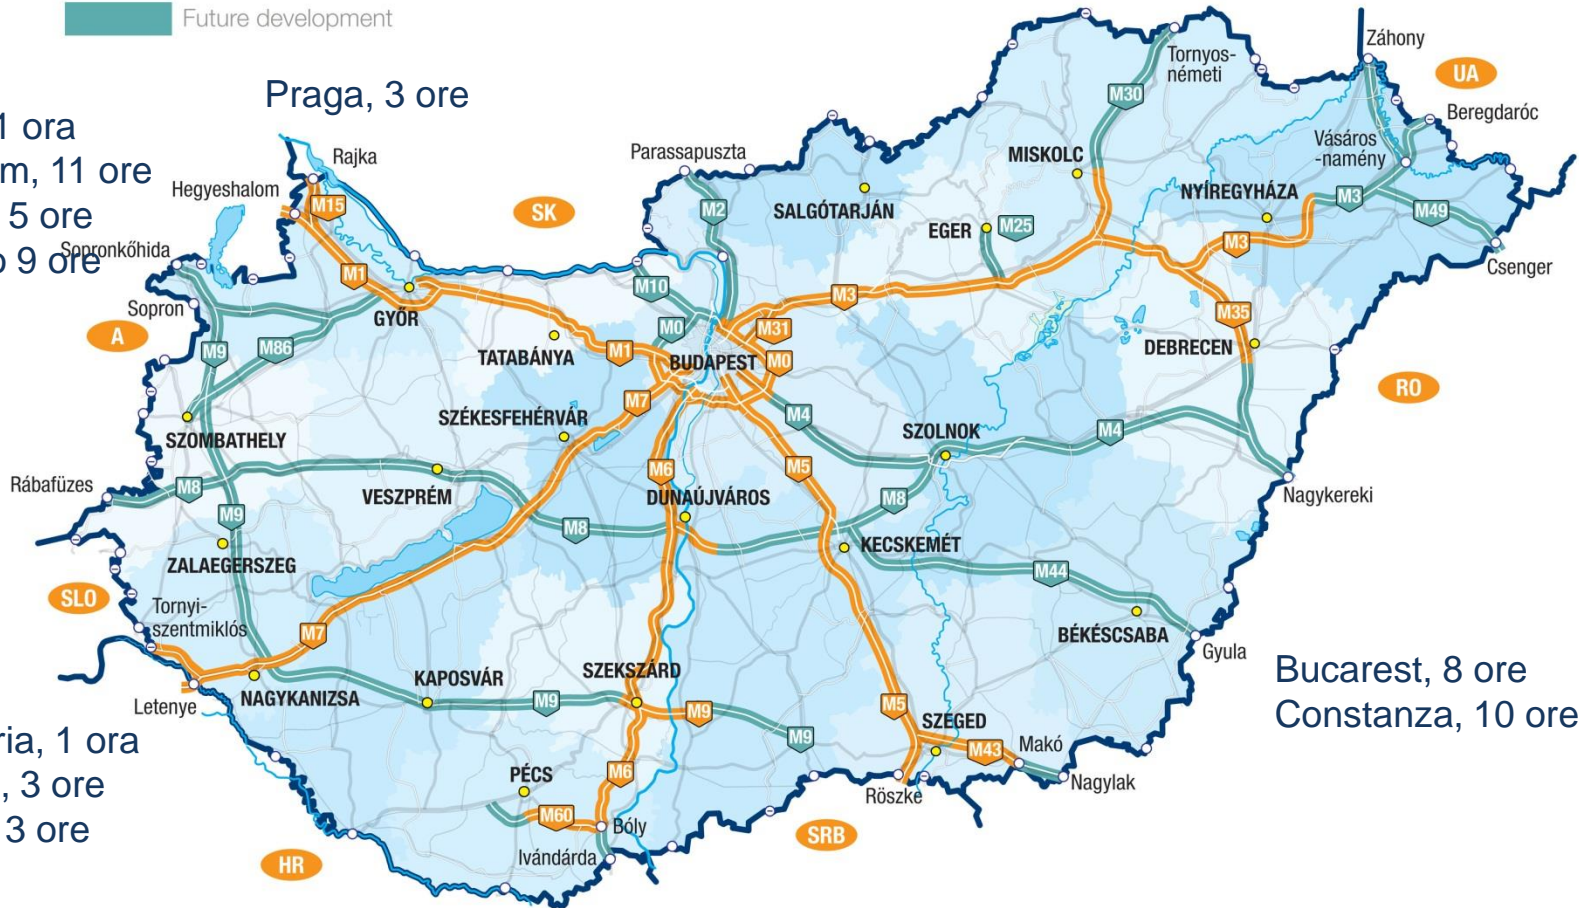 Future development
Praga, 3 ore
1 ora
11 ore
5 ore
9 ore
Záhony
Tornyos-
németi
UA
M30
Beregdaróc
Vásáros
-namény
Rajka
Parassapuszta
MISKOLC
Hegyeshalom
M15
NYÍREGYHÁZA
M3
M2
SALGÓTARJÁN
M49
SK
EGER
M25
M3
Sopronkőhida
Csenger
M1
M10
M3
Sopron
GYŐR
M0
M31
M35
A
M9
M86
TATABÁNYA
M1
BUDAPEST
M0
DEBRECEN
RO
M7
SZÉKESFEHÉRVÁR
M4
SZOLNOK
M4
SZOMBATHELY
M6
M5
Rábafüzes
M8
VESZPRÉM
DUNAÚJVÁROS
M8
Nagykereki
M9
M8
KECSKEMÉT
ZALAEGERSZEG
M44
SLO
Tornyi-
szentmiklós
M7
BÉKÉSCSABA
Gyula
KAPOSVÁR
SZEKSZÁRD
Bucarest, 8 ore
Constanza, 10 ore
NAGYKANIZSA
M9
M9
M5
Letenye
SZEGED
M9
M43
Makó
1 ora
3 ore
3 ore
PÉCS
M6
Nagylak
Röszke
M60
Bóly
SRB
HR
Ivándárda